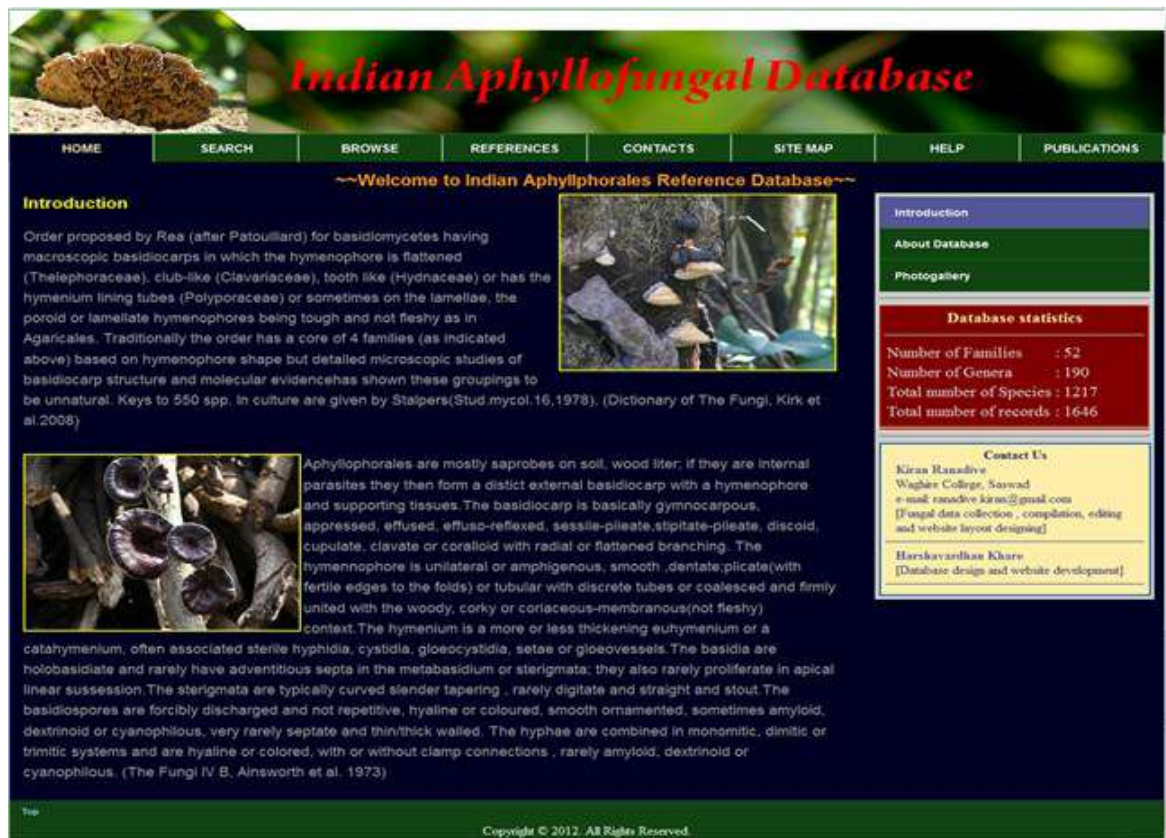 Indian Aphyllofungal Database
HOME SEARCH BROWSE REFERENCES CONTACTS SITE MAP HELP PUBLICATIONS
~~Welcome to Indian Aphyllphorales Reference Database~~
Introduction
Order proposed by Rea (after Patouillard) for basidiomycetes having
macroscopic basidiocarps in which the hymenophore is flattened
(Thelephoraceae), club-like (Clavariaceae), tooth like (Hydnaceae) or has the
hymenium lining tubes (Polyporaceae) or sometimes on the lamellae, the
poroid or lamellate hymenophores being tough and not fleshy as in
Agaricales. Traditionally the order has a core of 4 families (as indicated
above) based on hymenophore shape but detailed microscopic studies of
basidiocarp structure and molecular evidencehas shown these groupings to
be unnatural. Keys to 550 spp. In culture are given by Stalpers(Stud.mycol.16,1978). (Dictionary of The Fungi, Kirk et
al.2008)
Aphyllophorales are mostly saprobes on soil, wood liter; if they are internal
parasites they then form a distict external basidiocarp with a hymenophore
and supporting tissues.The basidiocarp is basically gymnocarpous,
appressed, effused, effuso-reflexed, sessile-pileate,stipitate-pileate, discoid,
cupulate, clavate or coralloid with radial or flattened branching. The
hymennophore is unilateral or amphigenous, smooth ,dentate;plicate(with
fertile edges to the folds) or tubular with discrete tubes or coalesced and firmly
united with the woody, corky or coriaceous-membranous(not fleshy)
context.The hymenium is a more or less thickening euhymenium or a
catahymenium, often associated sterile hyphidia, cystidia, gloeocystidia, setae or gloeovessels.The basidia are
holobasidiate and rarely have adventitious septa in the metabasidium or sterigmata; they also rarely proliferate in apical
linear sussession.The sterigmata are typically curved slender tapering , rarely digitate and straight and stout.The
basidiospores are forcibly discharged and not repetitive, hyaline or coloured, smooth ornamented, sometimes amyloid,
dextrinoid or cyanophilous, very rarely septate and thin/thick walled. The hyphae are combined in monomitic, dimitic or
trimitic systems and are hyaline or colored, with or without clamp connections , rarely amyloid, dextrinoid or
cyanophilous. (The Fungi IV B, Ainsworth et al. 1973)
Introduction
About Database
Photogallery
Database statistics
Number of Families : 52
Number of Genera : 190
Total number of Species : 1217
Total number of records : 1646
Contact Us
Kiran Ranadive
Waghire College, Saswad
e-mail: ranadive.kiran@gmail.com
[Fungal data collection , compilation, editing
and website layout designing]
Harshavardhan Khare
[Database design and website development]
Top
Copyright © 2012. All Rights Reserved.